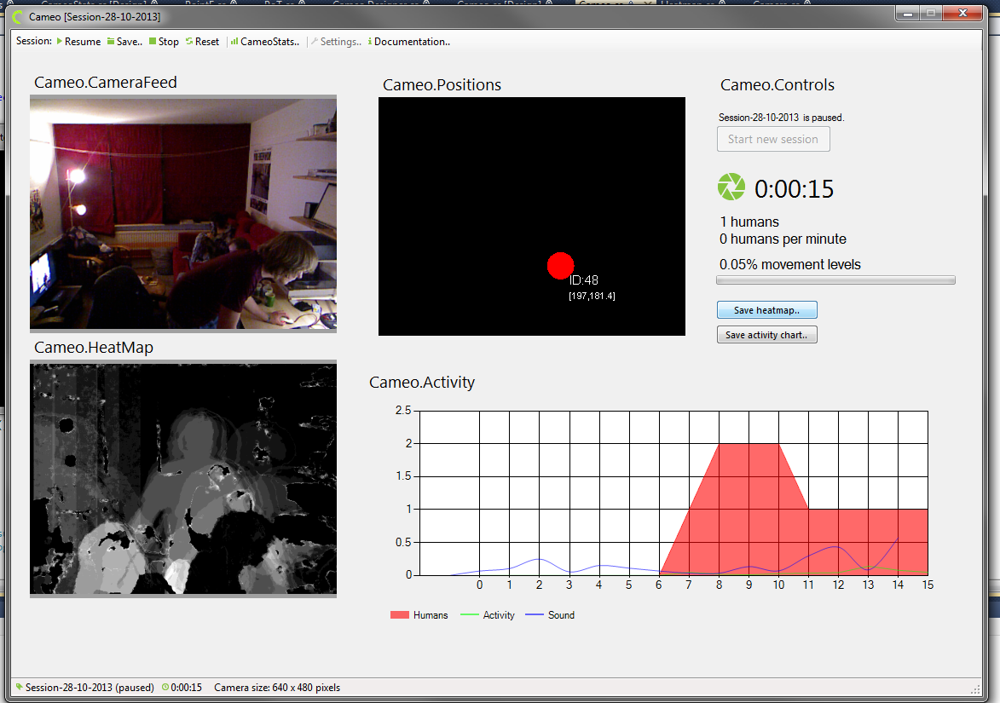 Cameo [Session-28-10-2013]
Session: Resume Save.. Stop Reset CameoStats.. Settings.. Documentation..
Cameo.CameraFeed
Cameo.Positions
ID:48
[197,181.4]
Cameo.Controls
Session-28-10-2013 is paused.
Start new session
0:00:15
1 humans
0 humans per minute
0.05% movement levels
Save heatmap..
Save activity chart..
Cameo.HeatMap
Cameo.Activity
2.5
2
1.5
1
0.5
0
0 1 2 3 4 5 6 7 8 9 10 11 12 13 14 15
Humans Activity Sound
Session-28-10-2013 (paused) 0:00:15 Camera size: 640 x 480 pixels